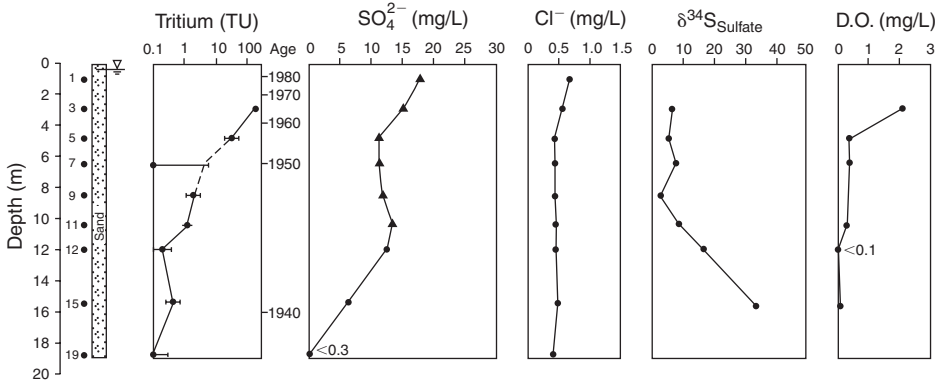 Tritium (TU)
SO₄²⁻ (mg/L)
Cl⁻ (mg/L)
δ³⁴S Sulfate
D.O. (mg/L)
0.1 1 10 100 Age
0 5 10 15 20 25 30
0 0.5 1.0 1.5
0 10 20 30 40 50
0 1 2 3
Depth (m)
0
2
4
6
8
10
12
14
16
18
20
1
3
5
7
9
11
12
15
19
Sand
1980
1970
1960
1950
1940
<0.3
<0.1